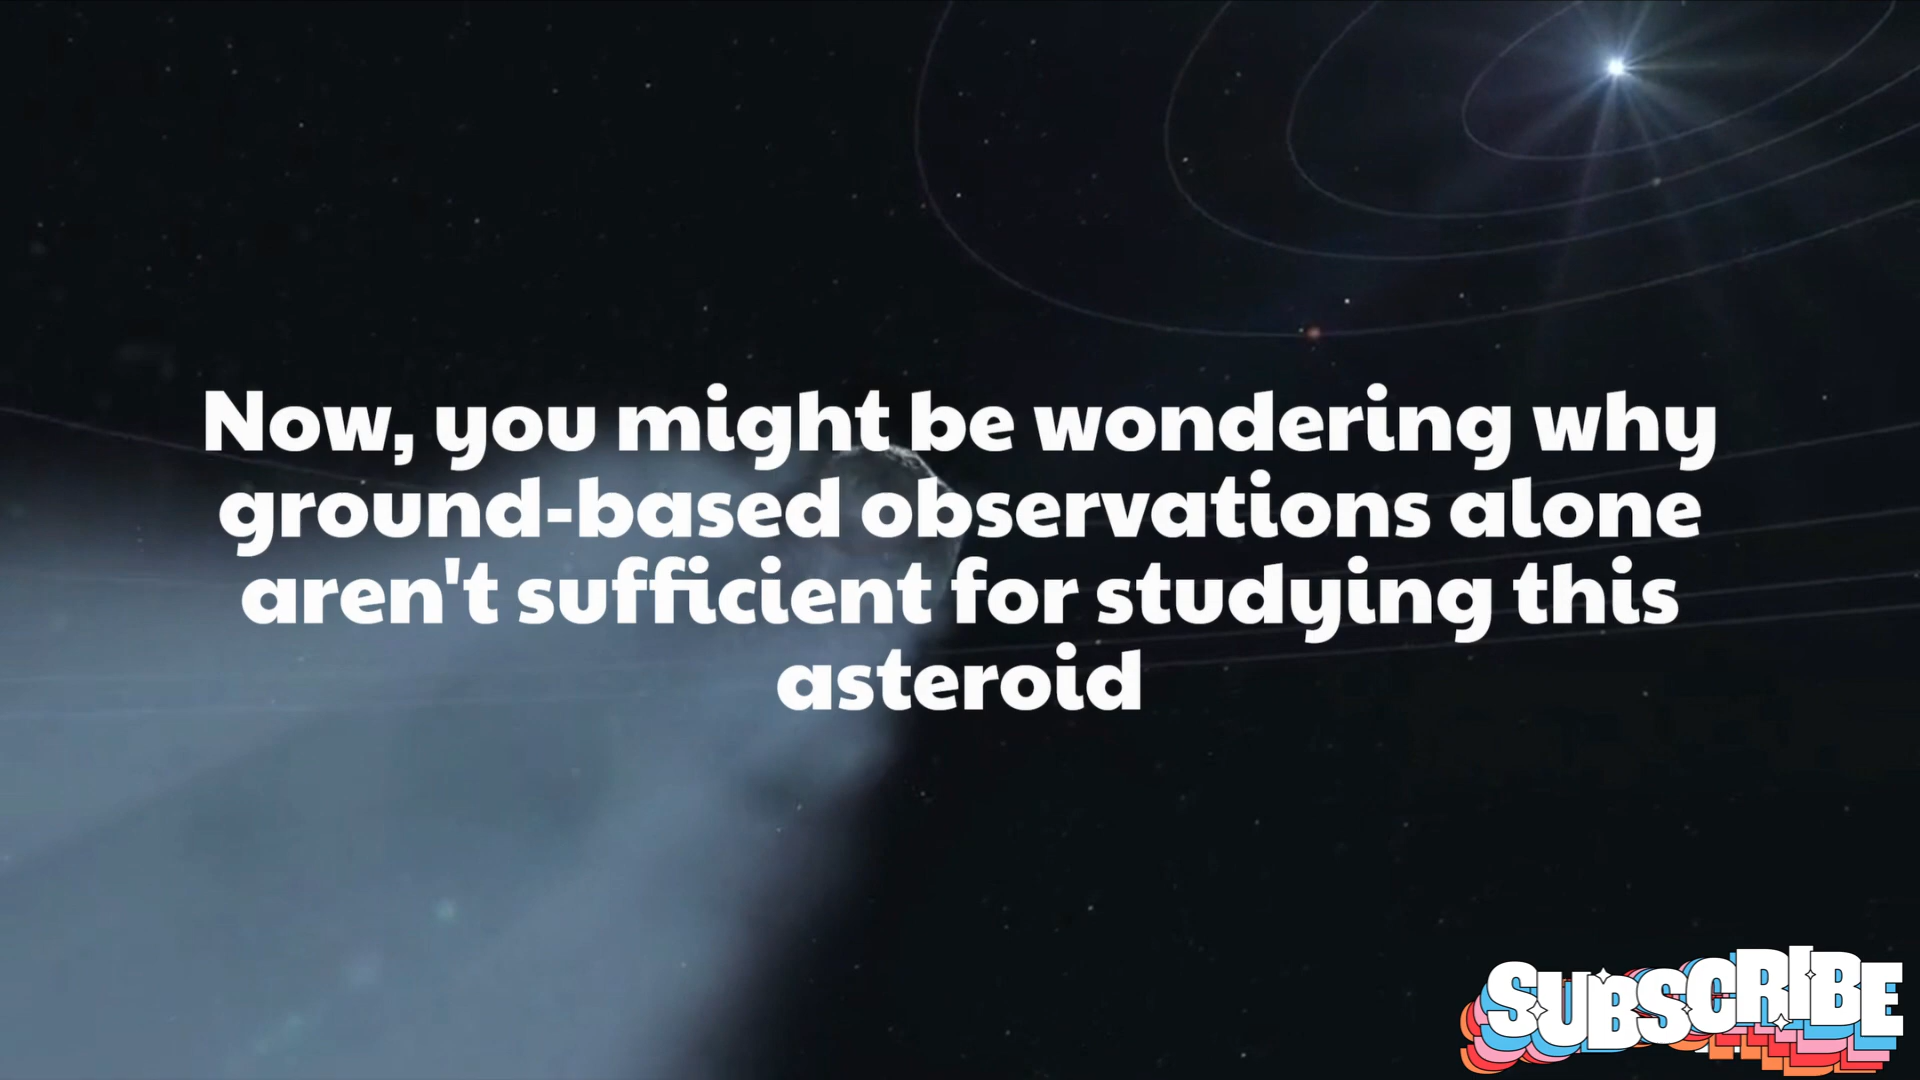 Now, you might be wondering why
ground-based observations alone
aren't sufficient for studying this
asteroid
SUBSCRIBE